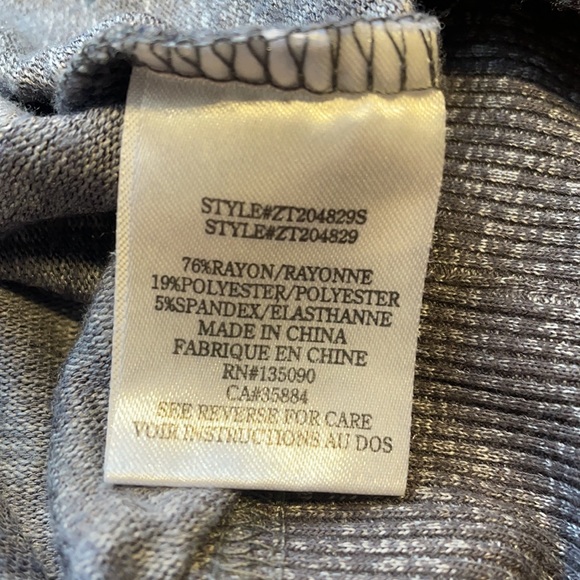 STYLE#ZT204829S
STYLE#ZT204829
76%RAYON/RAYONNE
19%POLYESTER/POLYESTER
5%SPANDEX/ÉLASTHANNE
MADE IN CHINA
FABRIQUE EN CHINE
RN#135090
CA#35884
SEE REVERSE FOR CARE
VOIR INSTRUCTIONS AU DOS